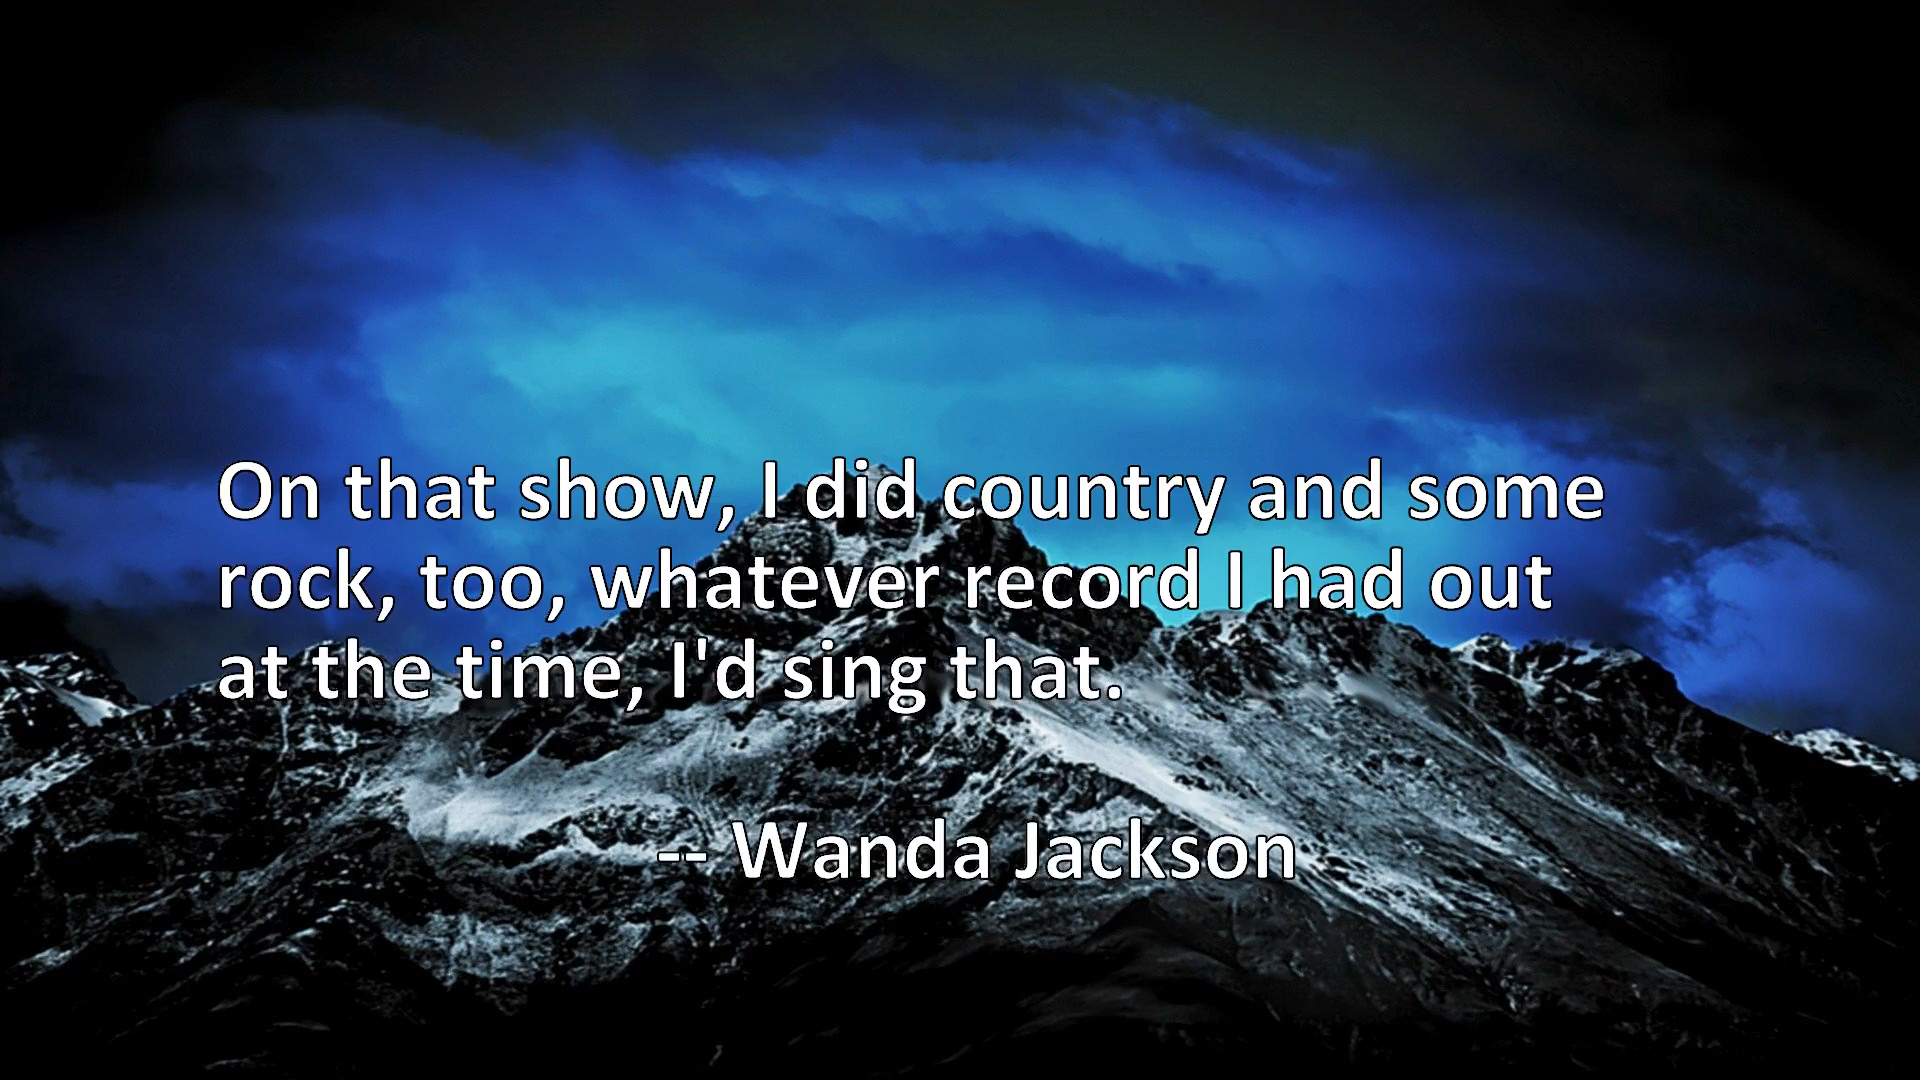 On that show, I did country and some
rock, too, whatever record I had out
at the time, I'd sing that.
-- Wanda Jackson